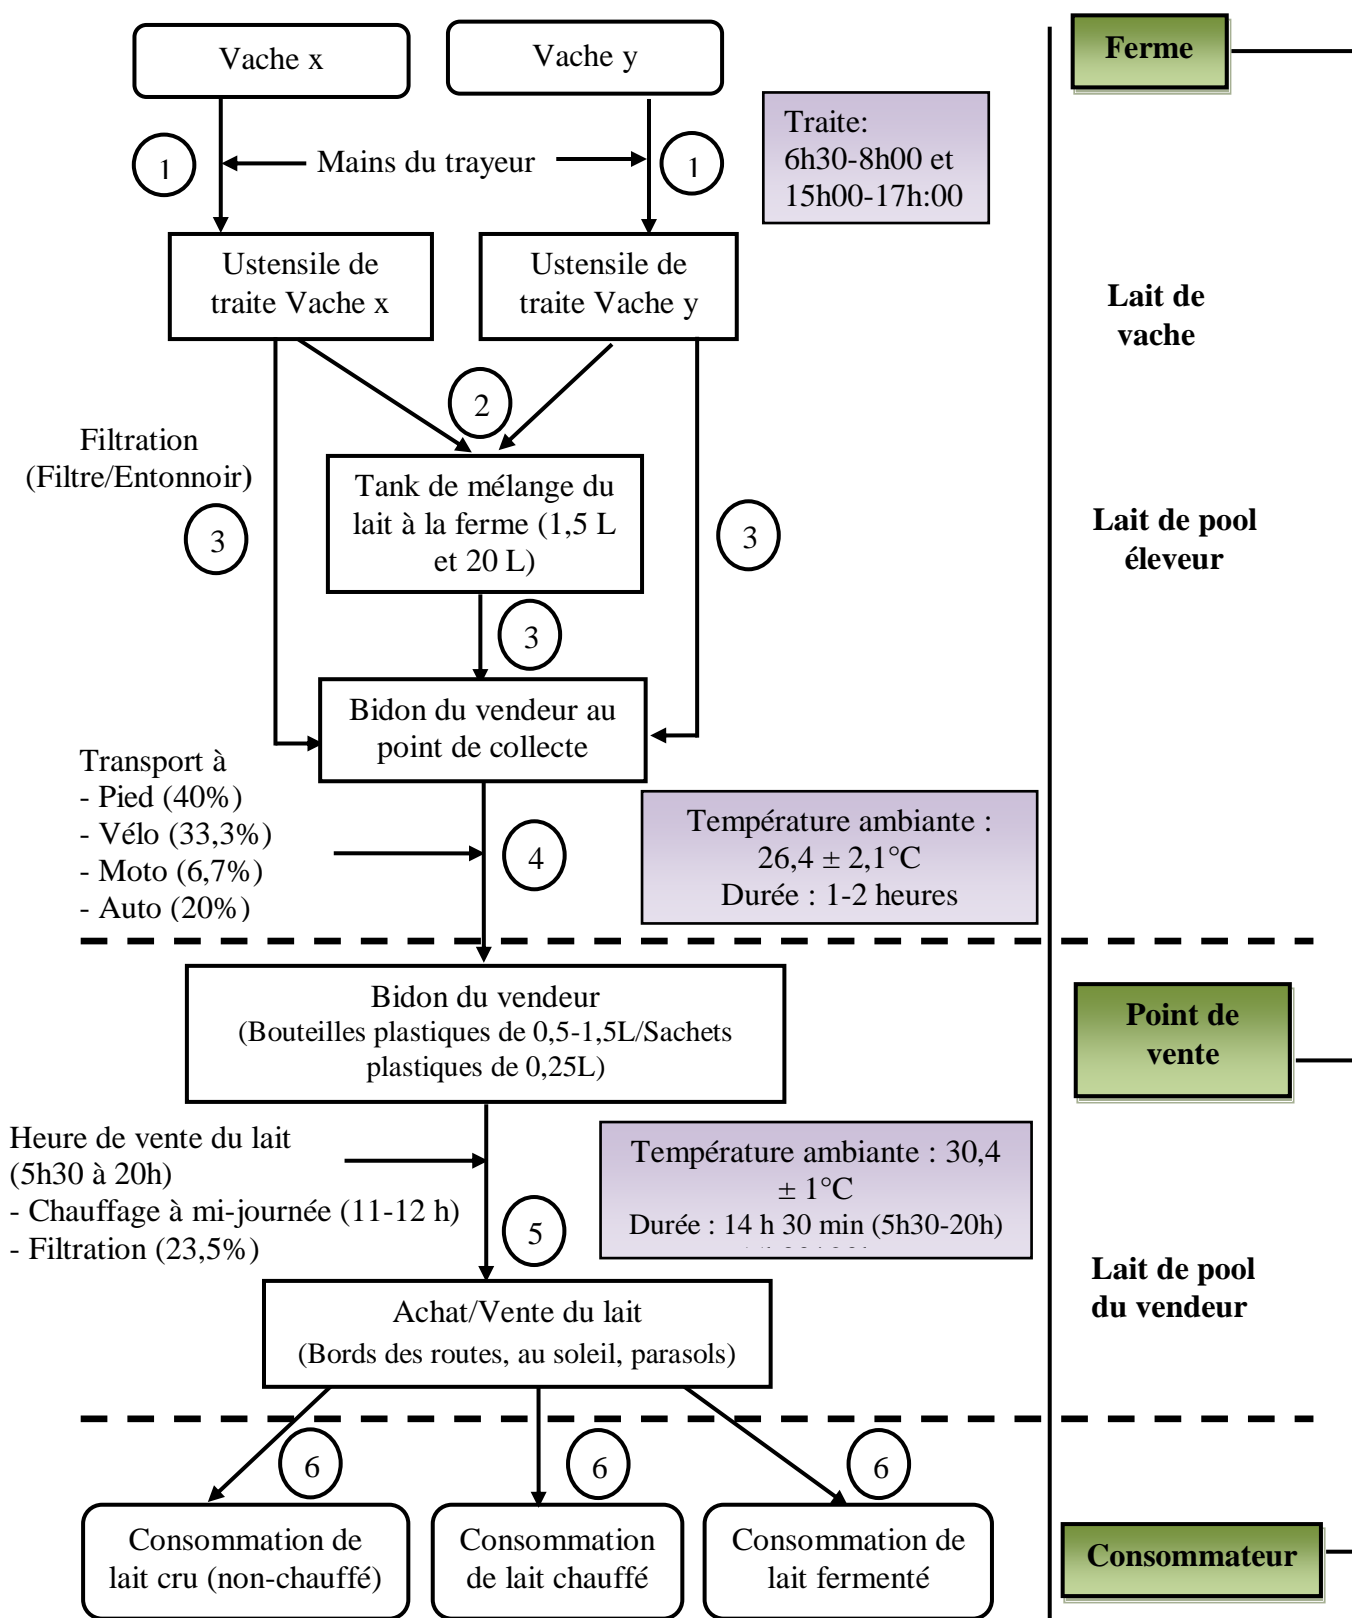 Vache x
Vache y
Ferme
Traite:
6h30-8h00 et
15h00-17h:00
1
Mains du trayeur
1
Ustensile de
traite Vache x
Ustensile de
traite Vache y
Lait de
vache
2
Filtration
(Filtre/Entonnoir)
Tank de mélange du
lait à la ferme (1,5 L
et 20 L)
3
3
Lait de pool
éleveur
3
Bidon du vendeur au
point de collecte
Transport à
- Pied (40%)
- Vélo (33,3%)
- Moto (6,7%)
- Auto (20%)
4
Température ambiante :
26,4 ± 2,1°C
Durée : 1-2 heures
Bidon du vendeur
(Bouteilles plastiques de 0,5-1,5L/Sachets
plastiques de 0,25L)
Point de
vente
Heure de vente du lait
(5h30 à 20h)
- Chauffage à mi-journée (11-12 h)
- Filtration (23,5%)
5
Température ambiante : 30,4
± 1°C
Durée : 14 h 30 min (5h30-20h)
Lait de pool
du vendeur
Achat/Vente du lait
(Bords des routes, au soleil, parasols)
6
6
6
Consommation de
lait cru (non-chauffé)
Consommation
de lait chauffé
Consommation de
lait fermenté
Consommateur